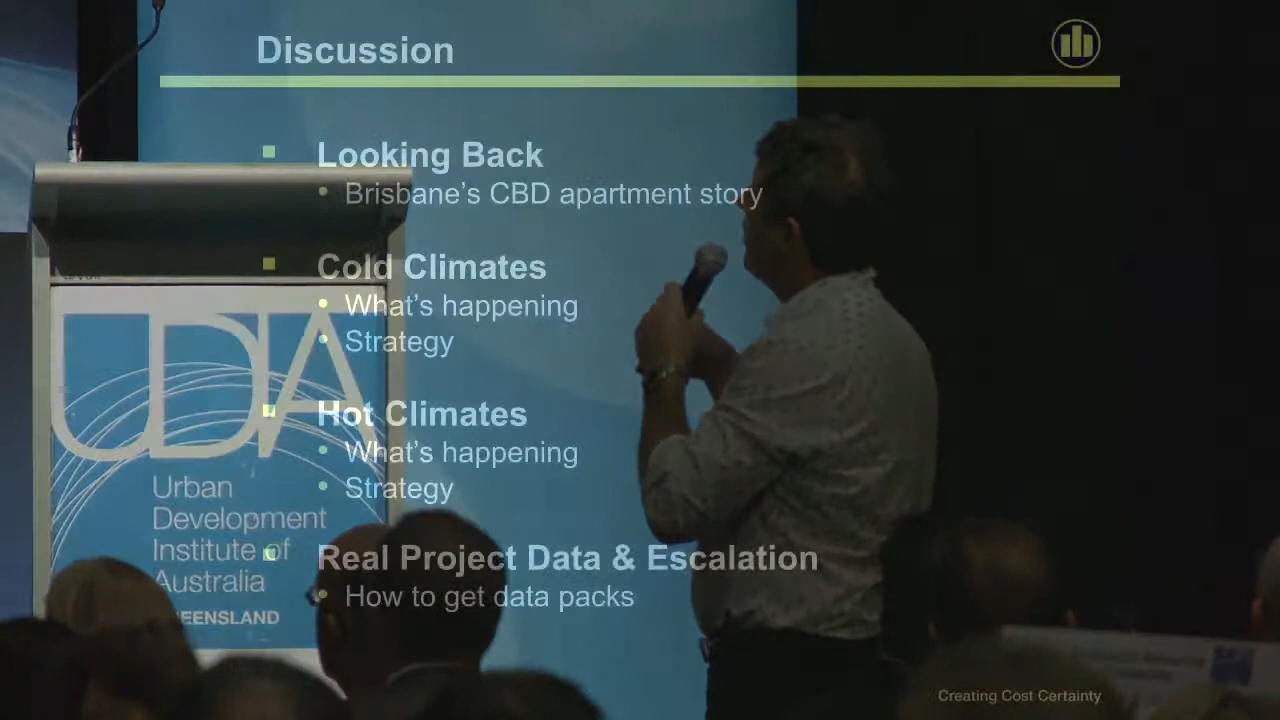 Discussion
Looking Back
Brisbane's CBD apartment story
Cold Climates
What's happening
Strategy
Hot Climates
What's happening
Strategy
Real Project Data & Escalation
How to get data packs
UDIA
Urban
Development
Institute of
Australia
EENSLAND
Creating Cost Certainty